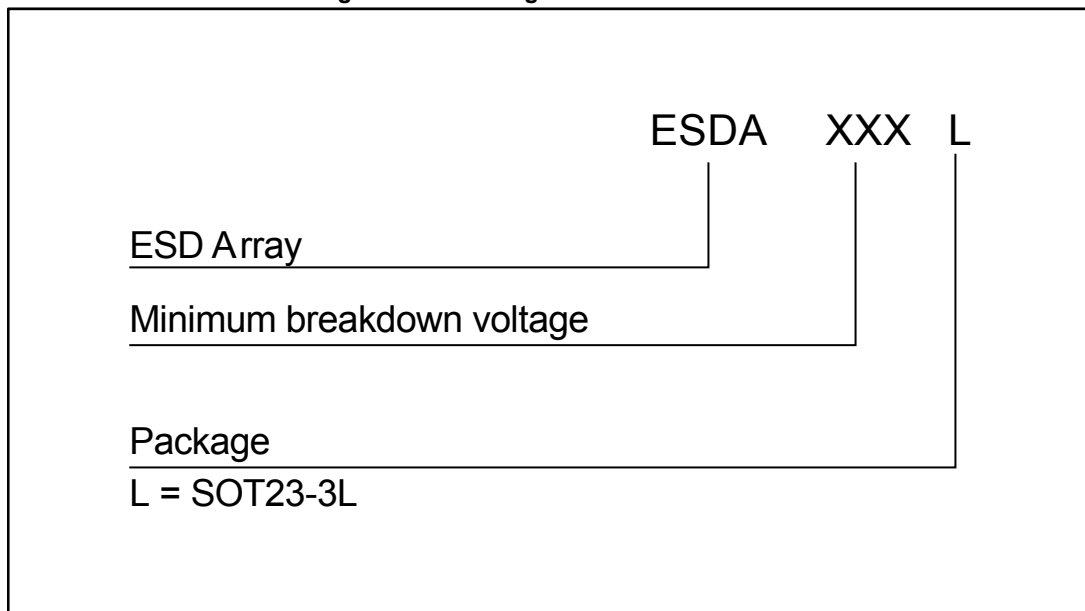 ESDA XXX L
ESD Array
Minimum breakdown voltage
Package
L = SOT23-3L